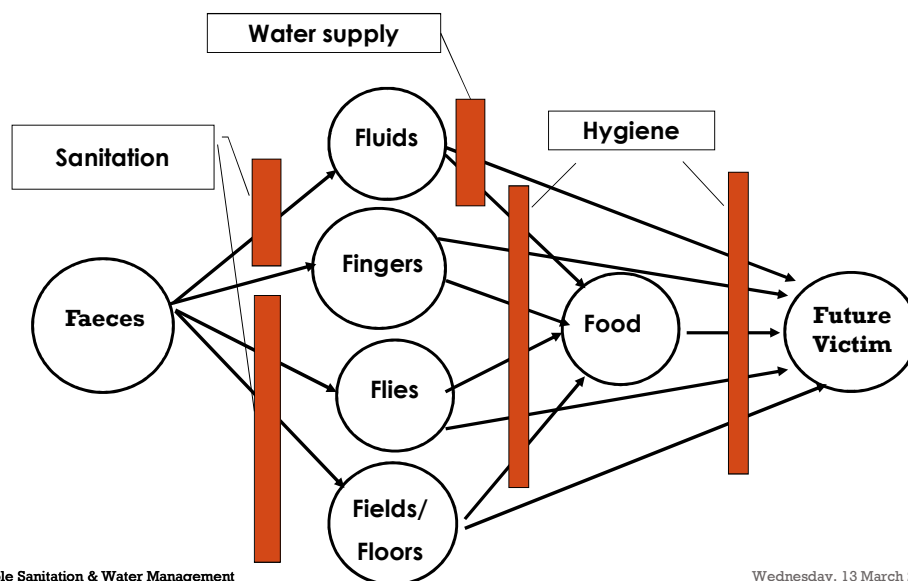 Water supply
Fluids
Hygiene
Sanitation
Fingers
Faeces
Food
Future
Victim
Flies
Fields/
Floors
le Sanitation & Water Management
Wednesday, 13 March